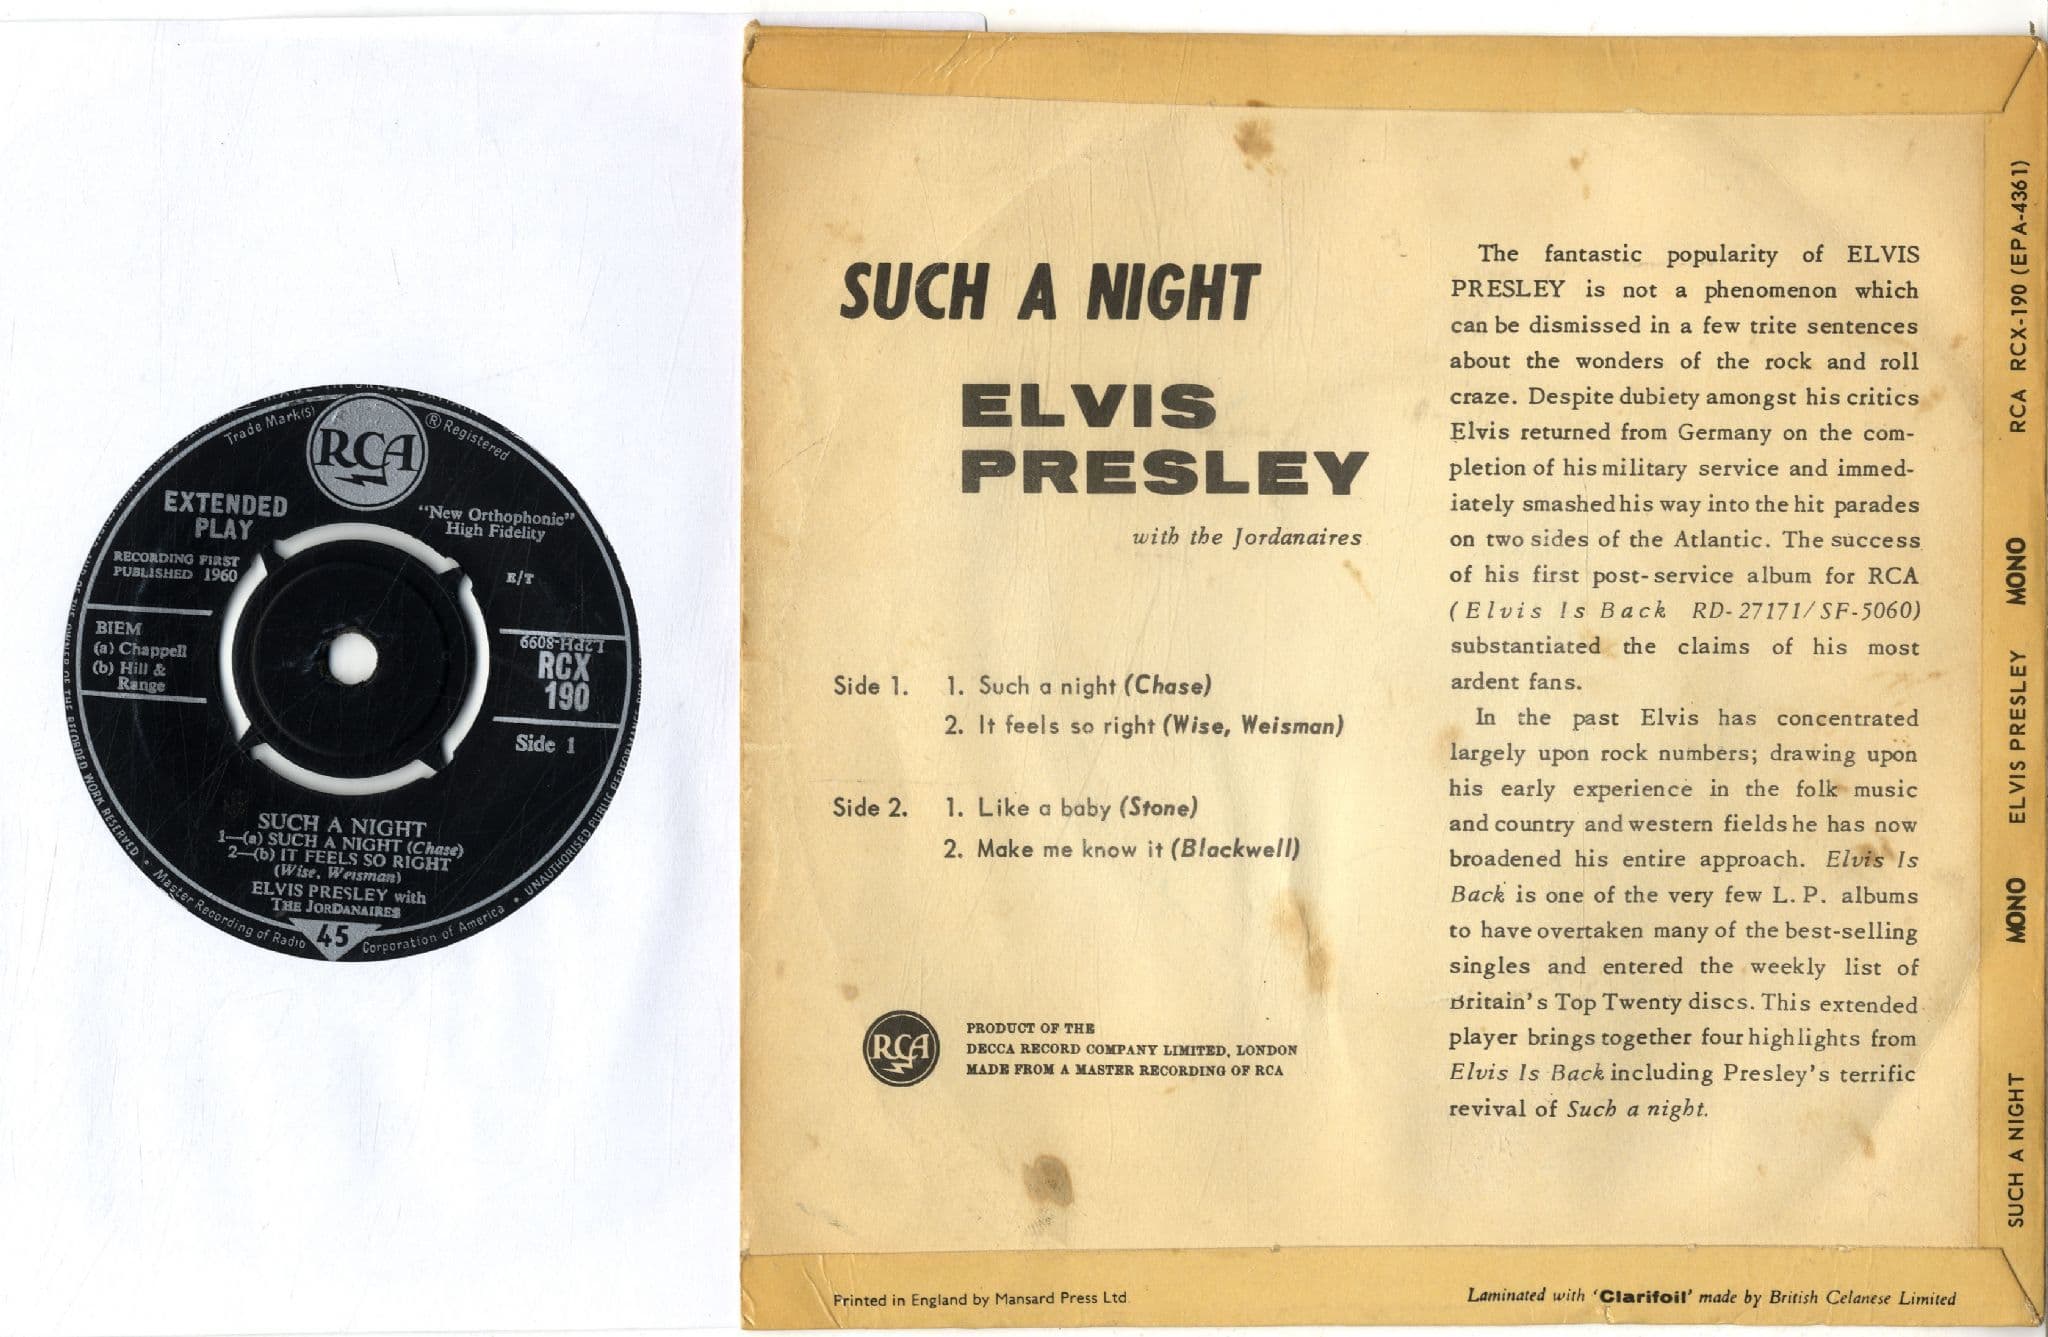 MADE IN GREAT BRITAIN
Trade Mark(s)
RCA
® Registered
EXTENDED
PLAY
"New Orthophonic"
High Fidelity
RECORDING FIRST
PUBLISHED 1960
E/T
BIEM
(a) Chappell
(b) Hill &
Range
L2PH-8099
RCX
190
Side 1
SUCH A NIGHT
1—(a) SUCH A NIGHT (Chase)
2—(b) IT FEELS SO RIGHT
(Wise, Weisman)
ELVIS PRESLEY with
THE JORDANAIRES
OF THE RECORDED WORK RESERVED • Master Recording of Radio
45
Corporation of America • UNAUTHORISED PUBLIC PERFORMANCE
SUCH A NIGHT
ELVIS
PRESLEY
with the Jordanaires
Side 1. 1. Such a night (Chase)
2. It feels so right (Wise, Weisman)
Side 2. 1. Like a baby (Stone)
2. Make me know it (Blackwell)
RCA
PRODUCT OF THE
DECCA RECORD COMPANY LIMITED, LONDON
MADE FROM A MASTER RECORDING OF RCA
The fantastic popularity of ELVIS
PRESLEY is not a phenomenon which
can be dismissed in a few trite sentences
about the wonders of the rock and roll
craze. Despite dubiety amongst his critics
Elvis returned from Germany on the com-
pletion of his military service and immed-
iately smashed his way into the hit parades
on two sides of the Atlantic. The success
of his first post-service album for RCA
(Elvis Is Back RD-27171/SF-5060)
substantiated the claims of his most
ardent fans.
In the past Elvis has concentrated
largely upon rock numbers; drawing upon
his early experience in the folk music
and country and western fields he has now
broadened his entire approach. Elvis Is
Back is one of the very few L.P. albums
to have overtaken many of the best-selling
singles and entered the weekly list of
Britain's Top Twenty discs. This extended
player brings together four highlights from
Elvis Is Back including Presley's terrific
revival of Such a night.
Printed in England by Mansard Press Ltd.
Laminated with 'Clarifoil' made by British Celanese Limited
SUCH A NIGHT MONO ELVIS PRESLEY MONO RCA RCX-190 (EPA-4361)